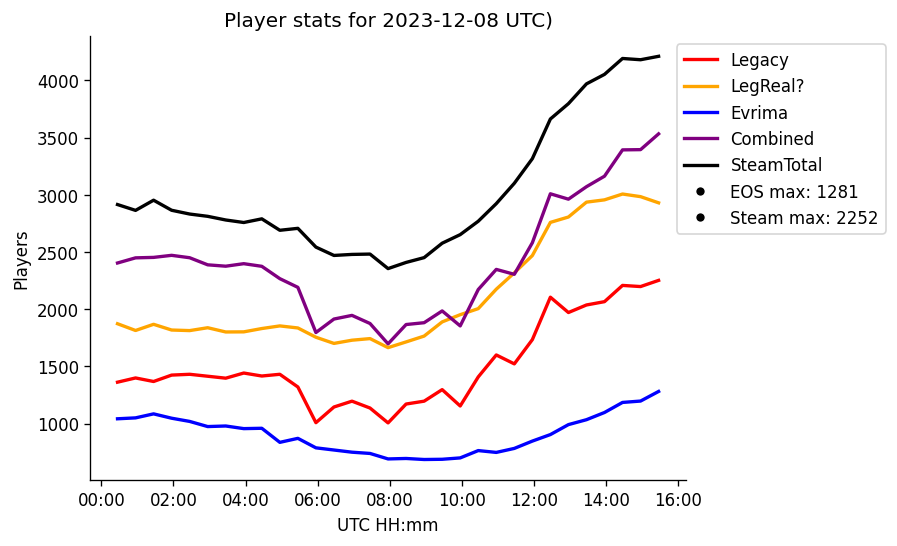 Player stats for 2023-12-08 UTC)
Legacy
LegReal?
Evrima
Combined
SteamTotal
EOS max: 1281
Steam max: 2252
Players
4000
3500
3000
2500
2000
1500
1000
00:00 02:00 04:00 06:00 08:00 10:00 12:00 14:00 16:00
UTC HH:mm